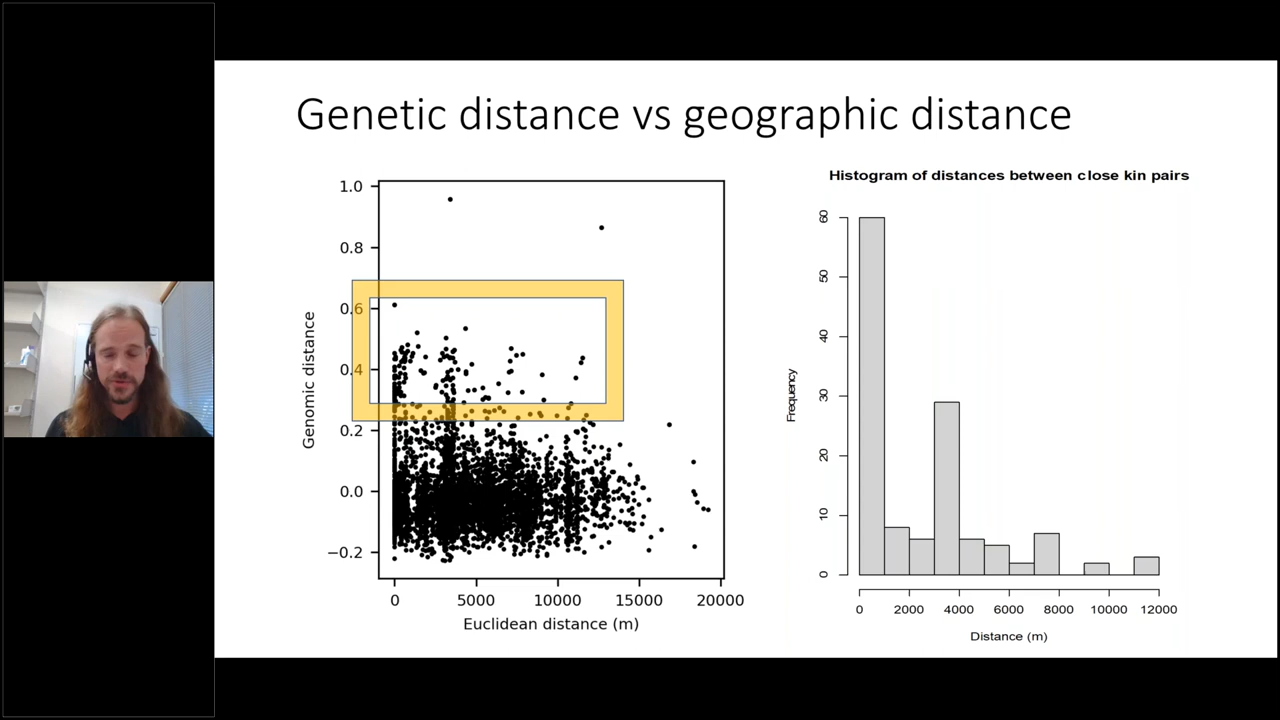 Genetic distance vs geographic distance
1.0
0.8
0.6
0.4
0.2
0.0
−0.2
Genomic distance
0 5000 10000 15000 20000
Euclidean distance (m)
Histogram of distances between close kin pairs
60
50
40
30
20
10
0
Frequency
0 2000 4000 6000 8000 10000 12000
Distance (m)